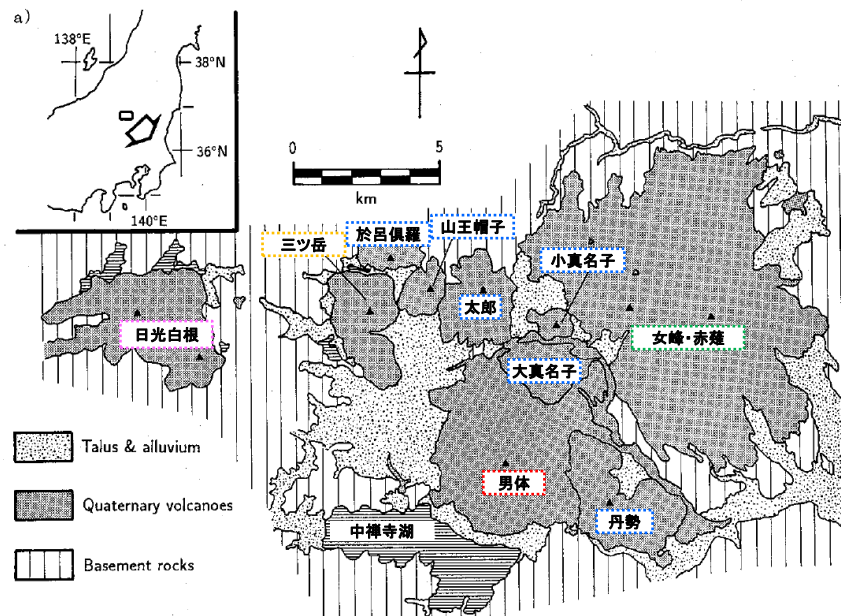 a)
138°E
38°N
36°N
140°E
0
5
km
三ツ岳
於呂倶羅
山王帽子
小真名子
太郎
日光白根
女峰・赤薙
大真名子
男体
丹勢
中禅寺湖
Talus & ailuvium
Quaternary volcanoes
Basement rocks